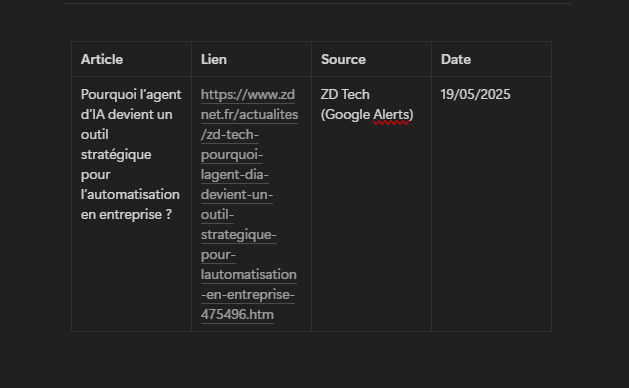 Article
Lien
Source
Date
Pourquoi l’agent
d’IA devient un
outil
stratégique
pour
l’automatisation
en entreprise ?
https://www.zd
net.fr/actualites
/zd-tech-
pourquoi-
lagent-dia-
devient-un-
outil-
strategique-
pour-
lautomatisation
-en-entreprise-
475496.htm
ZD Tech
(Google Alerts)
19/05/2025